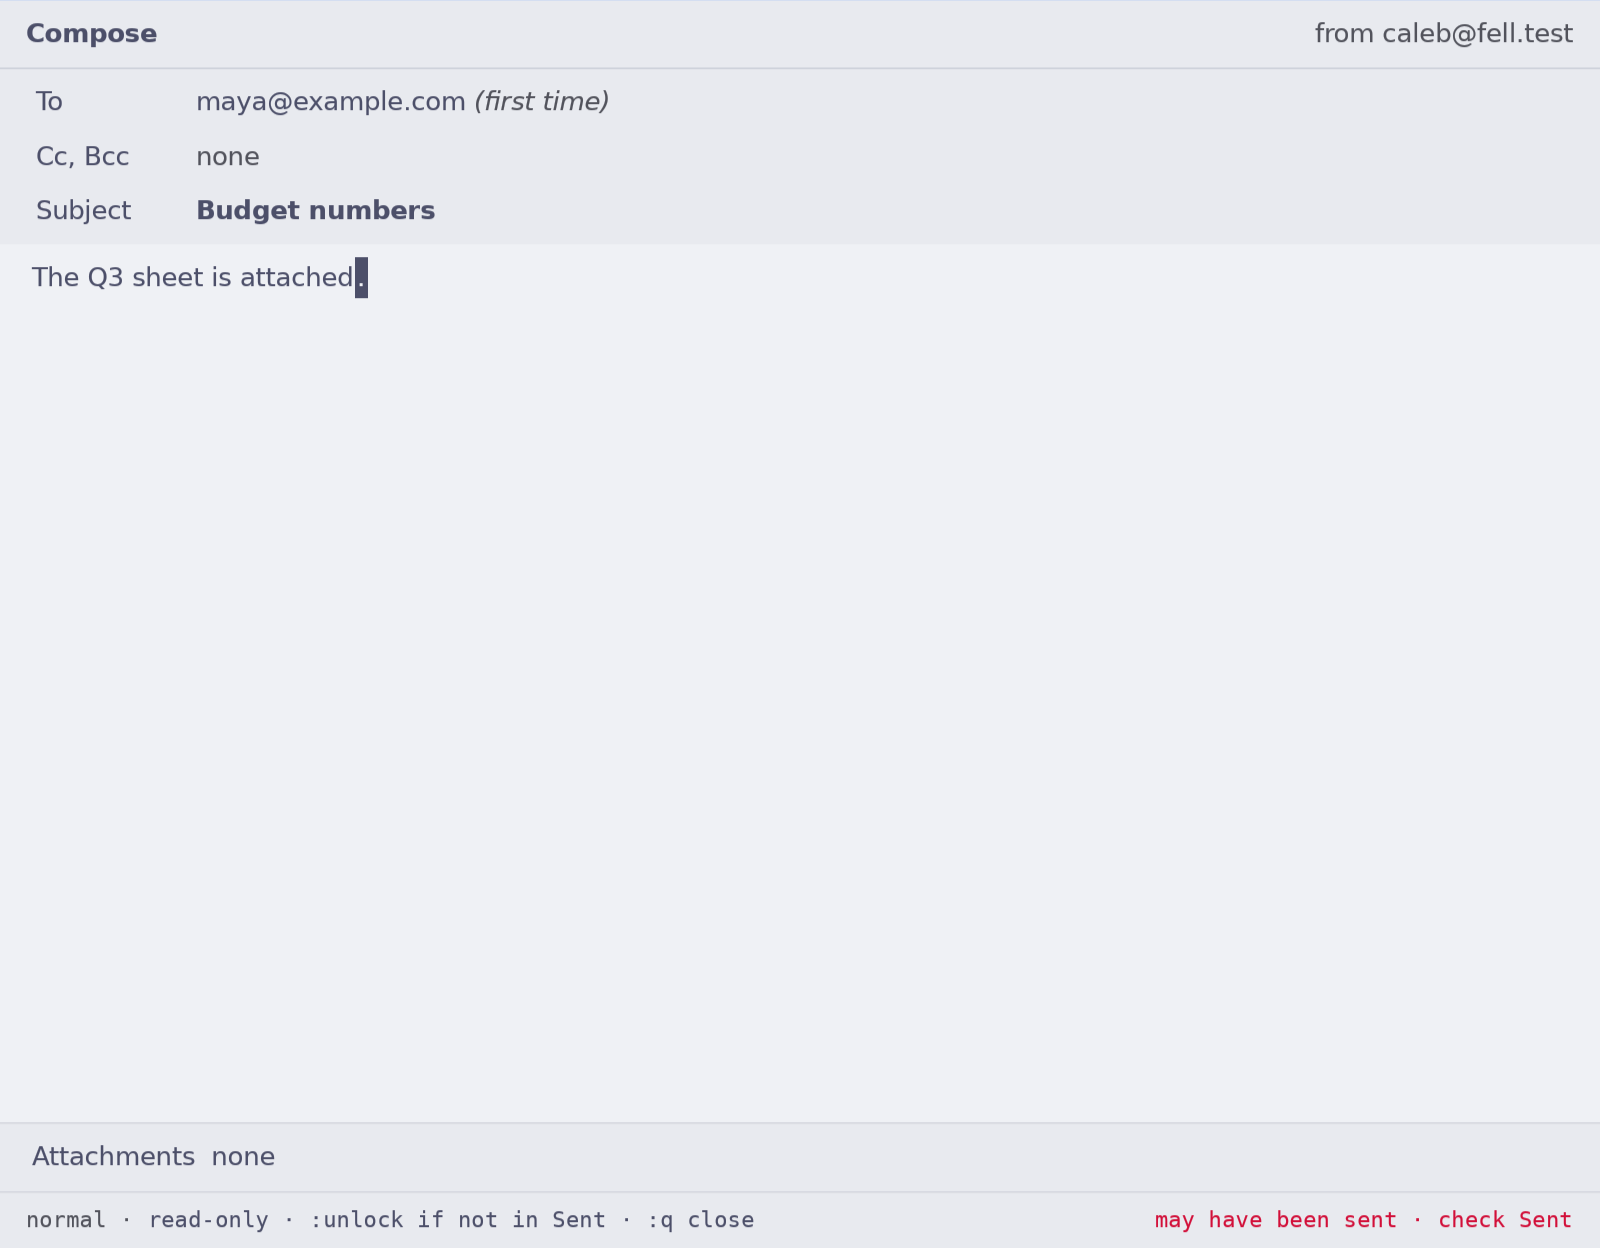 Compose from caleb@fell.test
To maya@example.com (first time)
Cc, Bcc none
Subject Budget numbers
The Q3 sheet is attached.
Attachments none
normal · read-only · :unlock if not in Sent · :q close may have been sent · check Sent